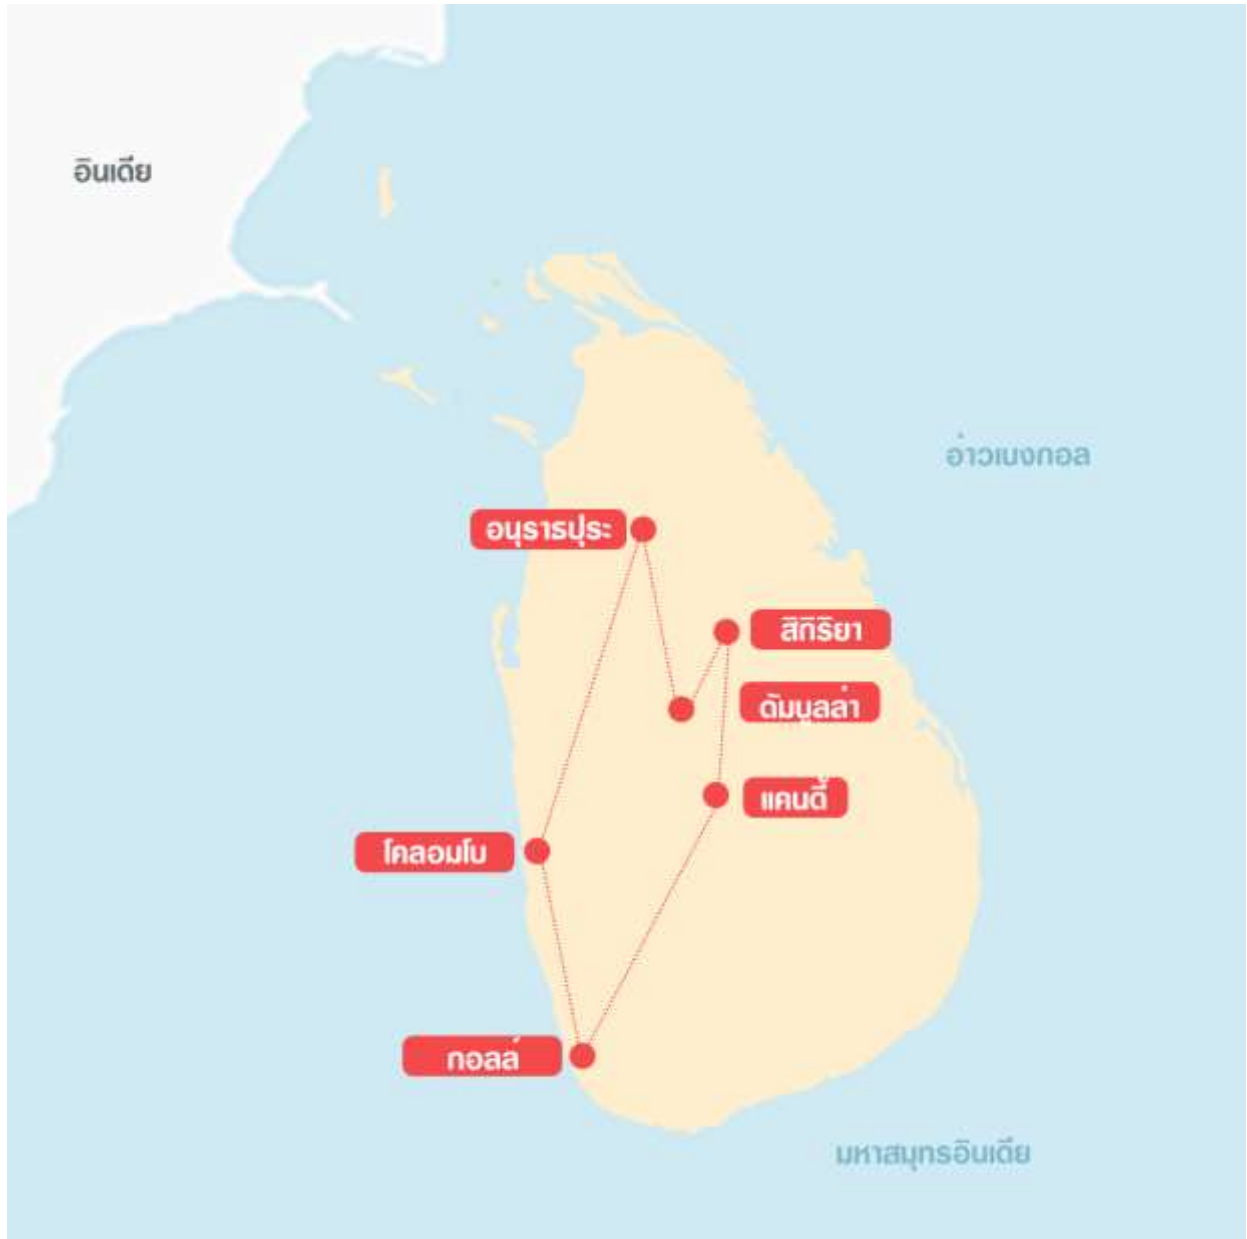 อินเดีย
อ่าวเบงกอล
อนุราธปุระ
สิกิริยา
ดัมบูลล่า
แคนดี้
โคลอมโบ
กอลล์
มหาสมุทรอินเดีย